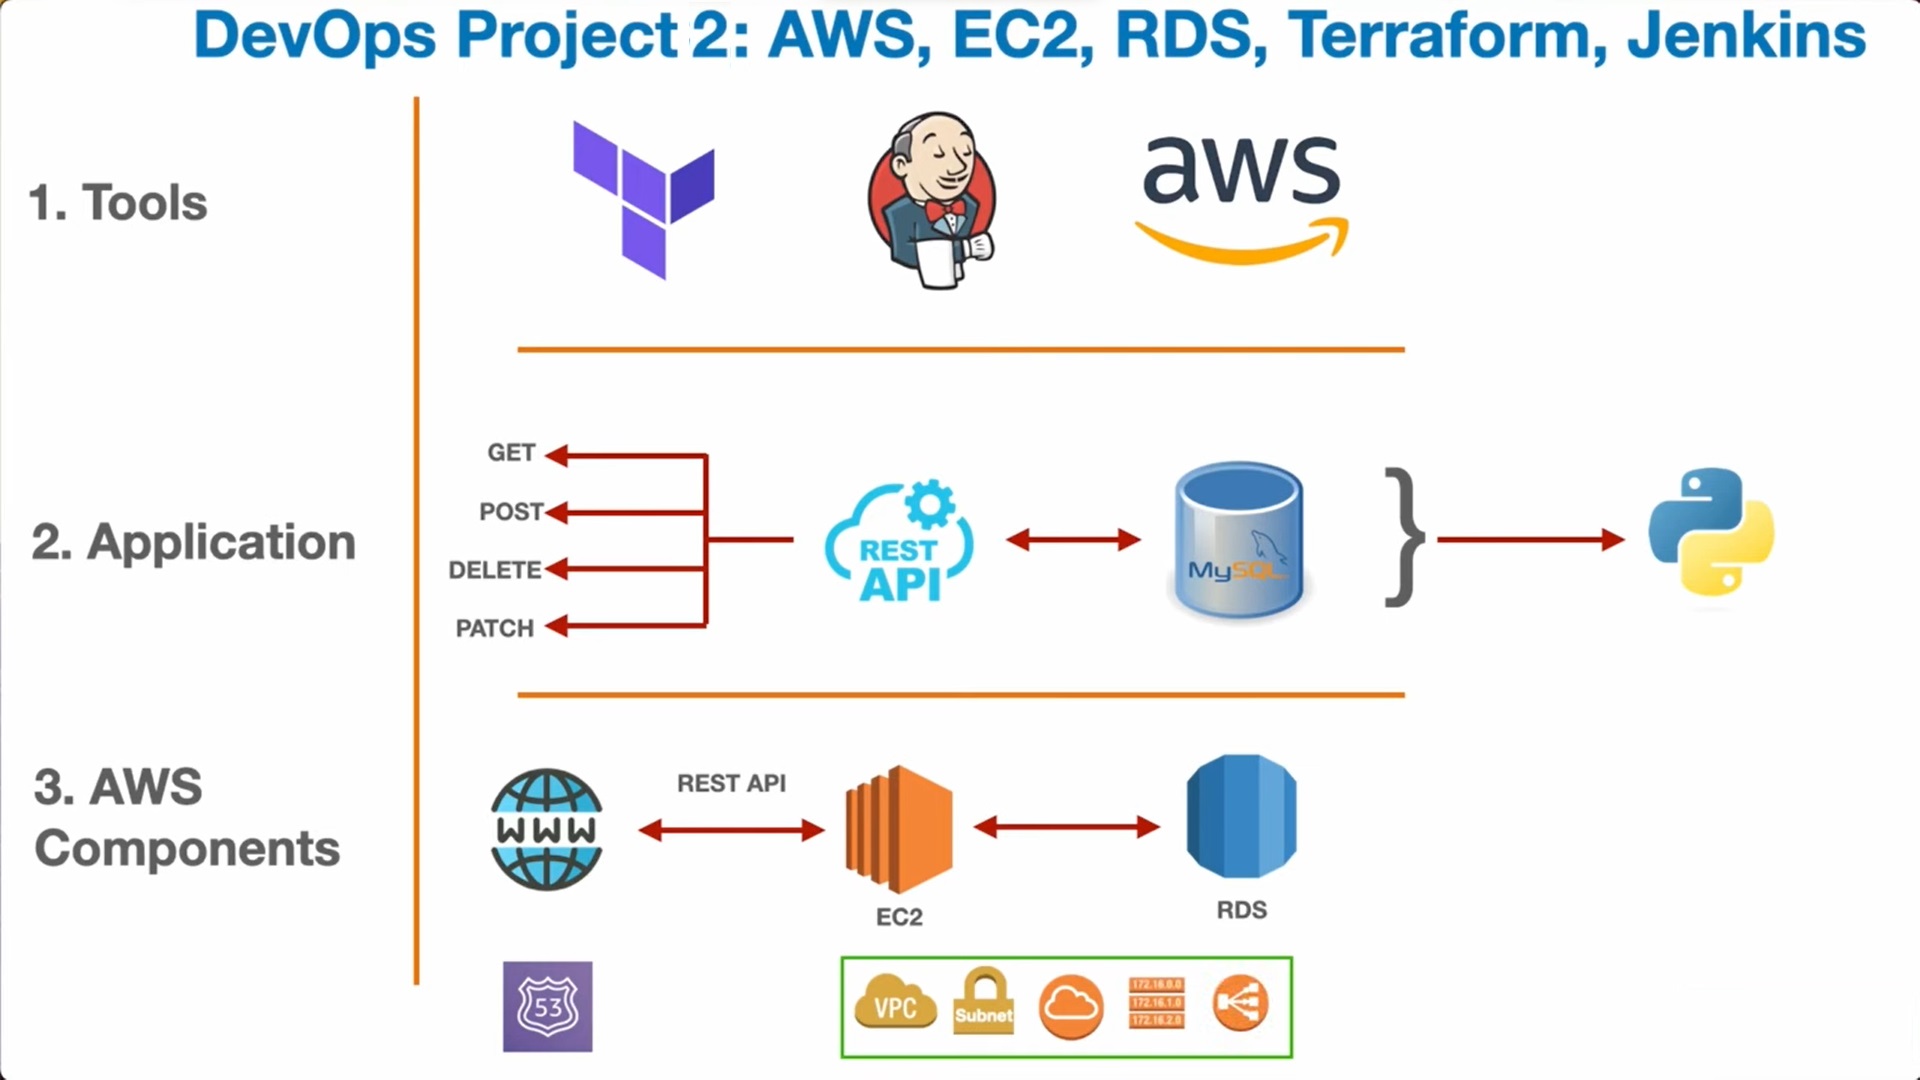 DevOps Project 2: AWS, EC2, RDS, Terraform, Jenkins
1. Tools
aws
2. Application
GET
POST
DELETE
PATCH
REST
API
MySQL
3. AWS
Components
WWW
REST API
EC2
RDS
53
VPC
Subnet
172.16.0.0
172.16.1.0
172.16.2.0